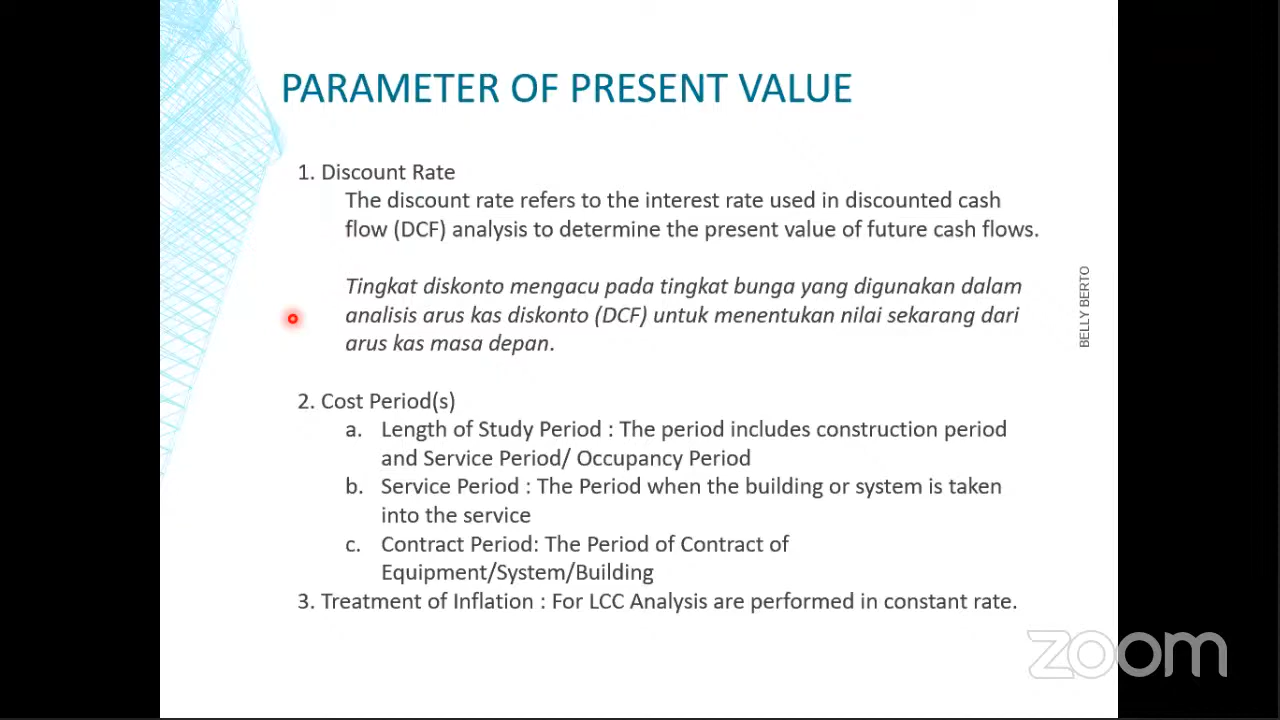 PARAMETER OF PRESENT VALUE
1. Discount Rate
The discount rate refers to the interest rate used in discounted cash
flow (DCF) analysis to determine the present value of future cash flows.
Tingkat diskonto mengacu pada tingkat bunga yang digunakan dalam
analisis arus kas diskonto (DCF) untuk menentukan nilai sekarang dari
arus kas masa depan.
2. Cost Period(s)
a. Length of Study Period : The period includes construction period
and Service Period/ Occupancy Period
b. Service Period : The Period when the building or system is taken
into the service
c. Contract Period: The Period of Contract of
Equipment/System/Building
3. Treatment of Inflation : For LCC Analysis are performed in constant rate.
BELLY BERTO
zoom